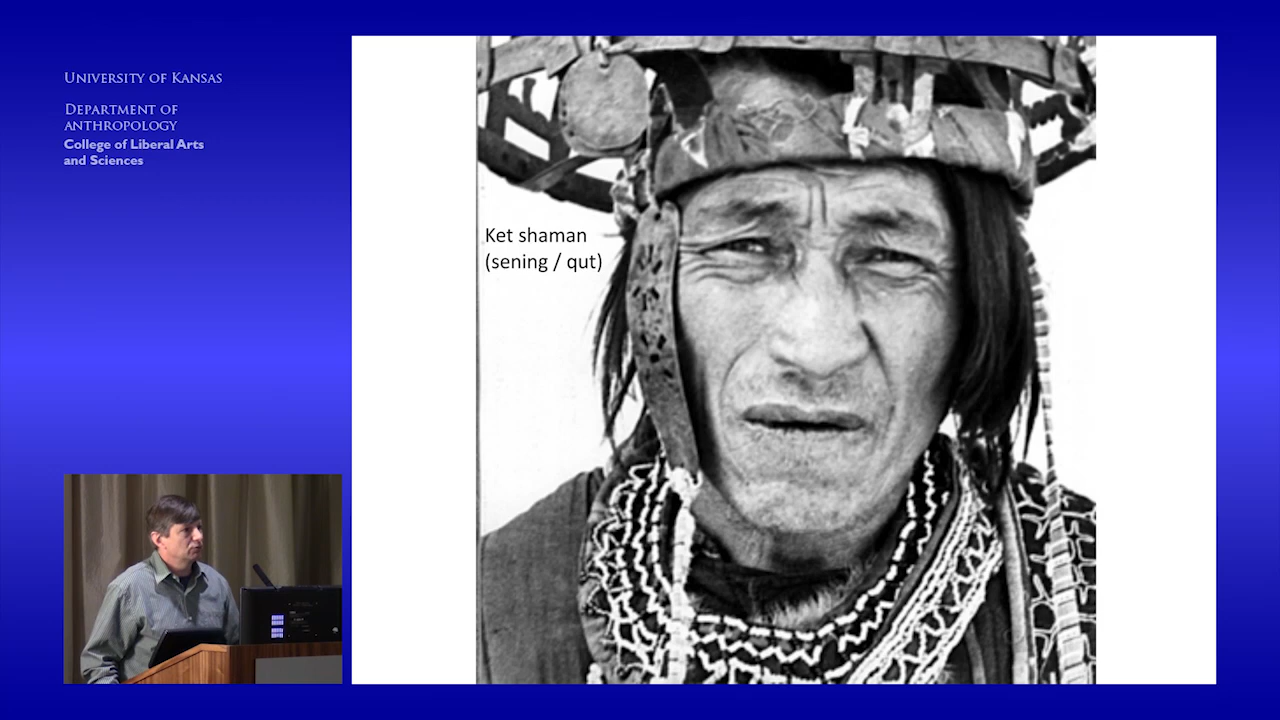 UNIVERSITY OF KANSAS
DEPARTMENT OF
ANTHROPOLOGY
College of Liberal Arts
and Sciences
Ket shaman
(sening / qut)